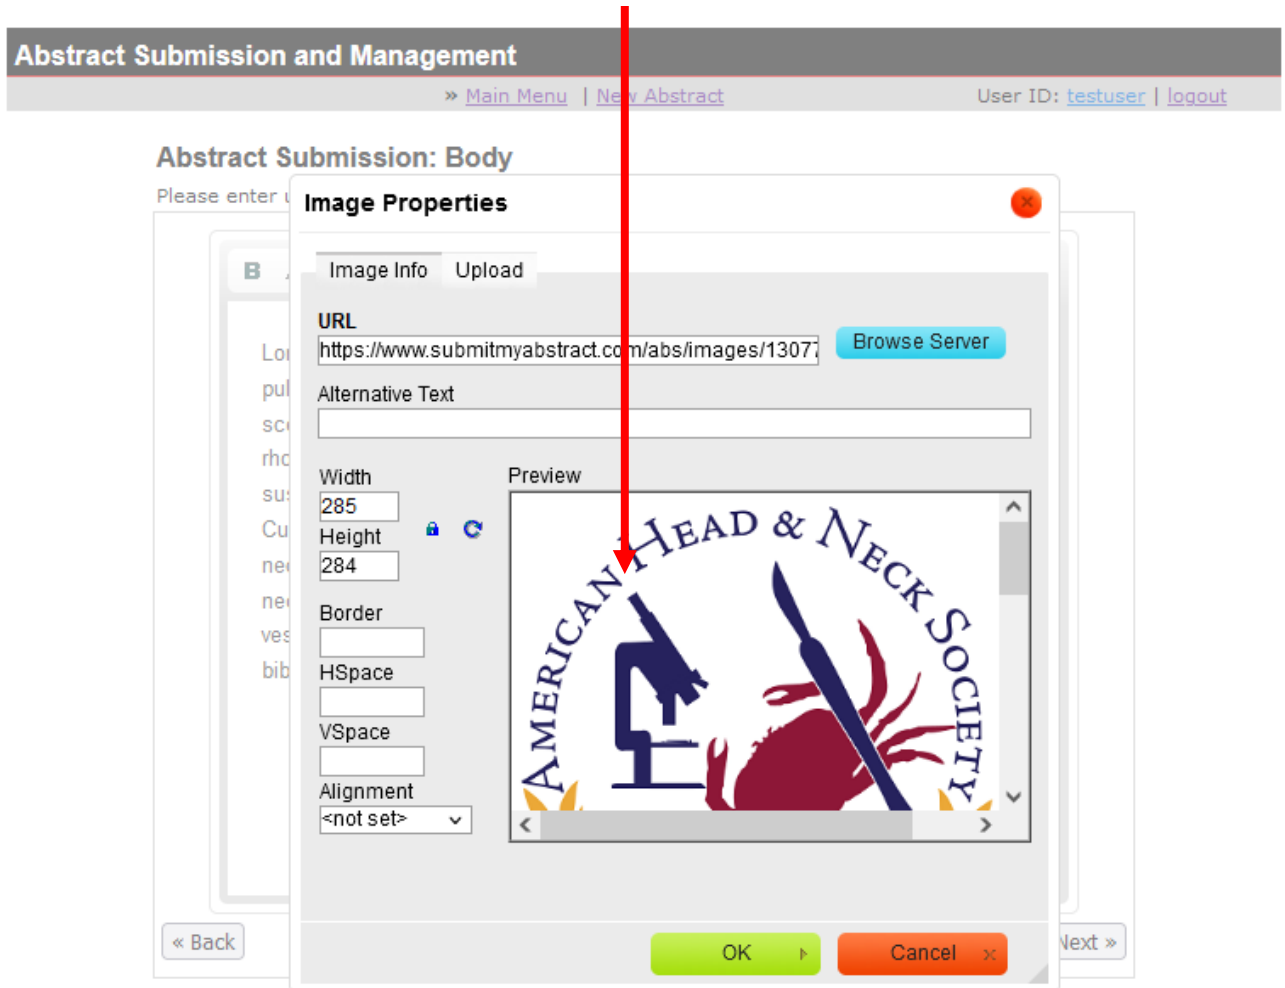 Abstract Submission and Management
» Main Menu | New Abstract User ID: testuser | logout
Abstract Submission: Body
Please enter
Image Properties
B
Image Info Upload
URL
https://www.submitmyabstract.com/abs/images/13077
Browse Server
Alternative Text
Width
285
Height
284
Border
HSpace
VSpace
Alignment
<not set>
Preview
AMERICAN HEAD & NECK SOCIETY
« Back
OK
Cancel
Next »